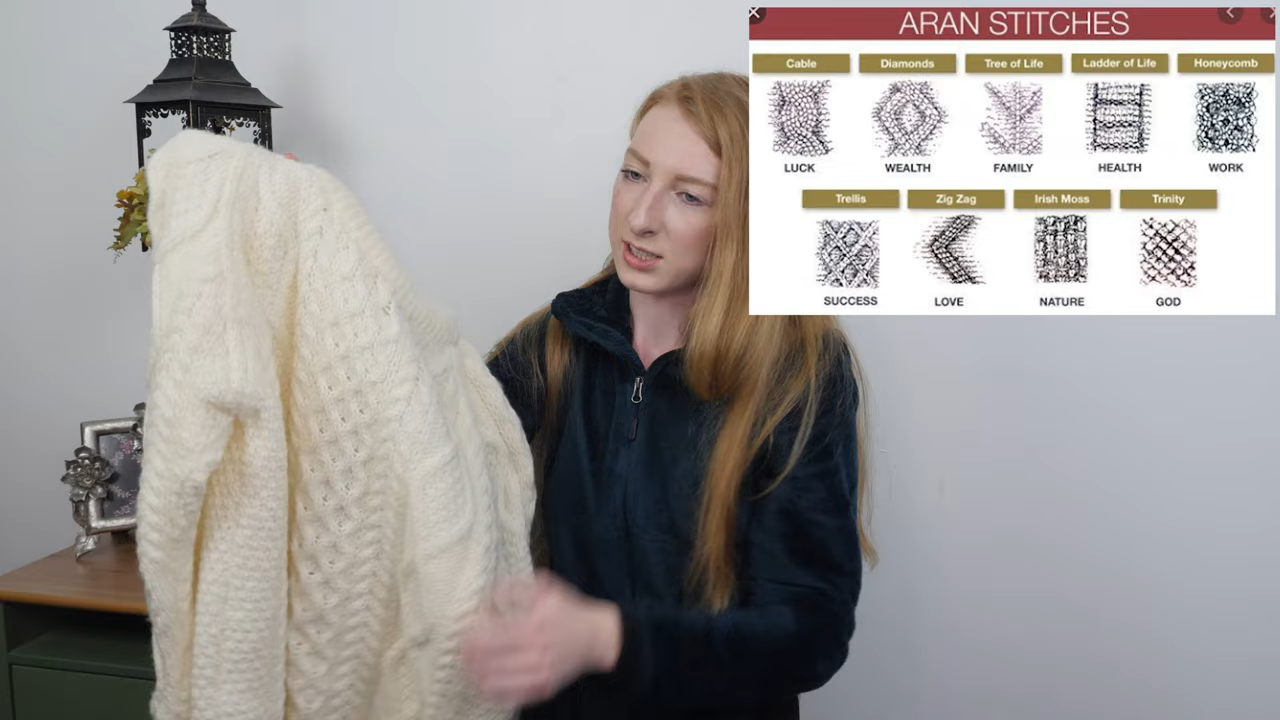 ARAN STITCHES
Cable Diamonds Tree of Life Ladder of Life Honeycomb
LUCK WEALTH FAMILY HEALTH WORK
Trellis Zig Zag Irish Moss Trinity
SUCCESS LOVE NATURE GOD